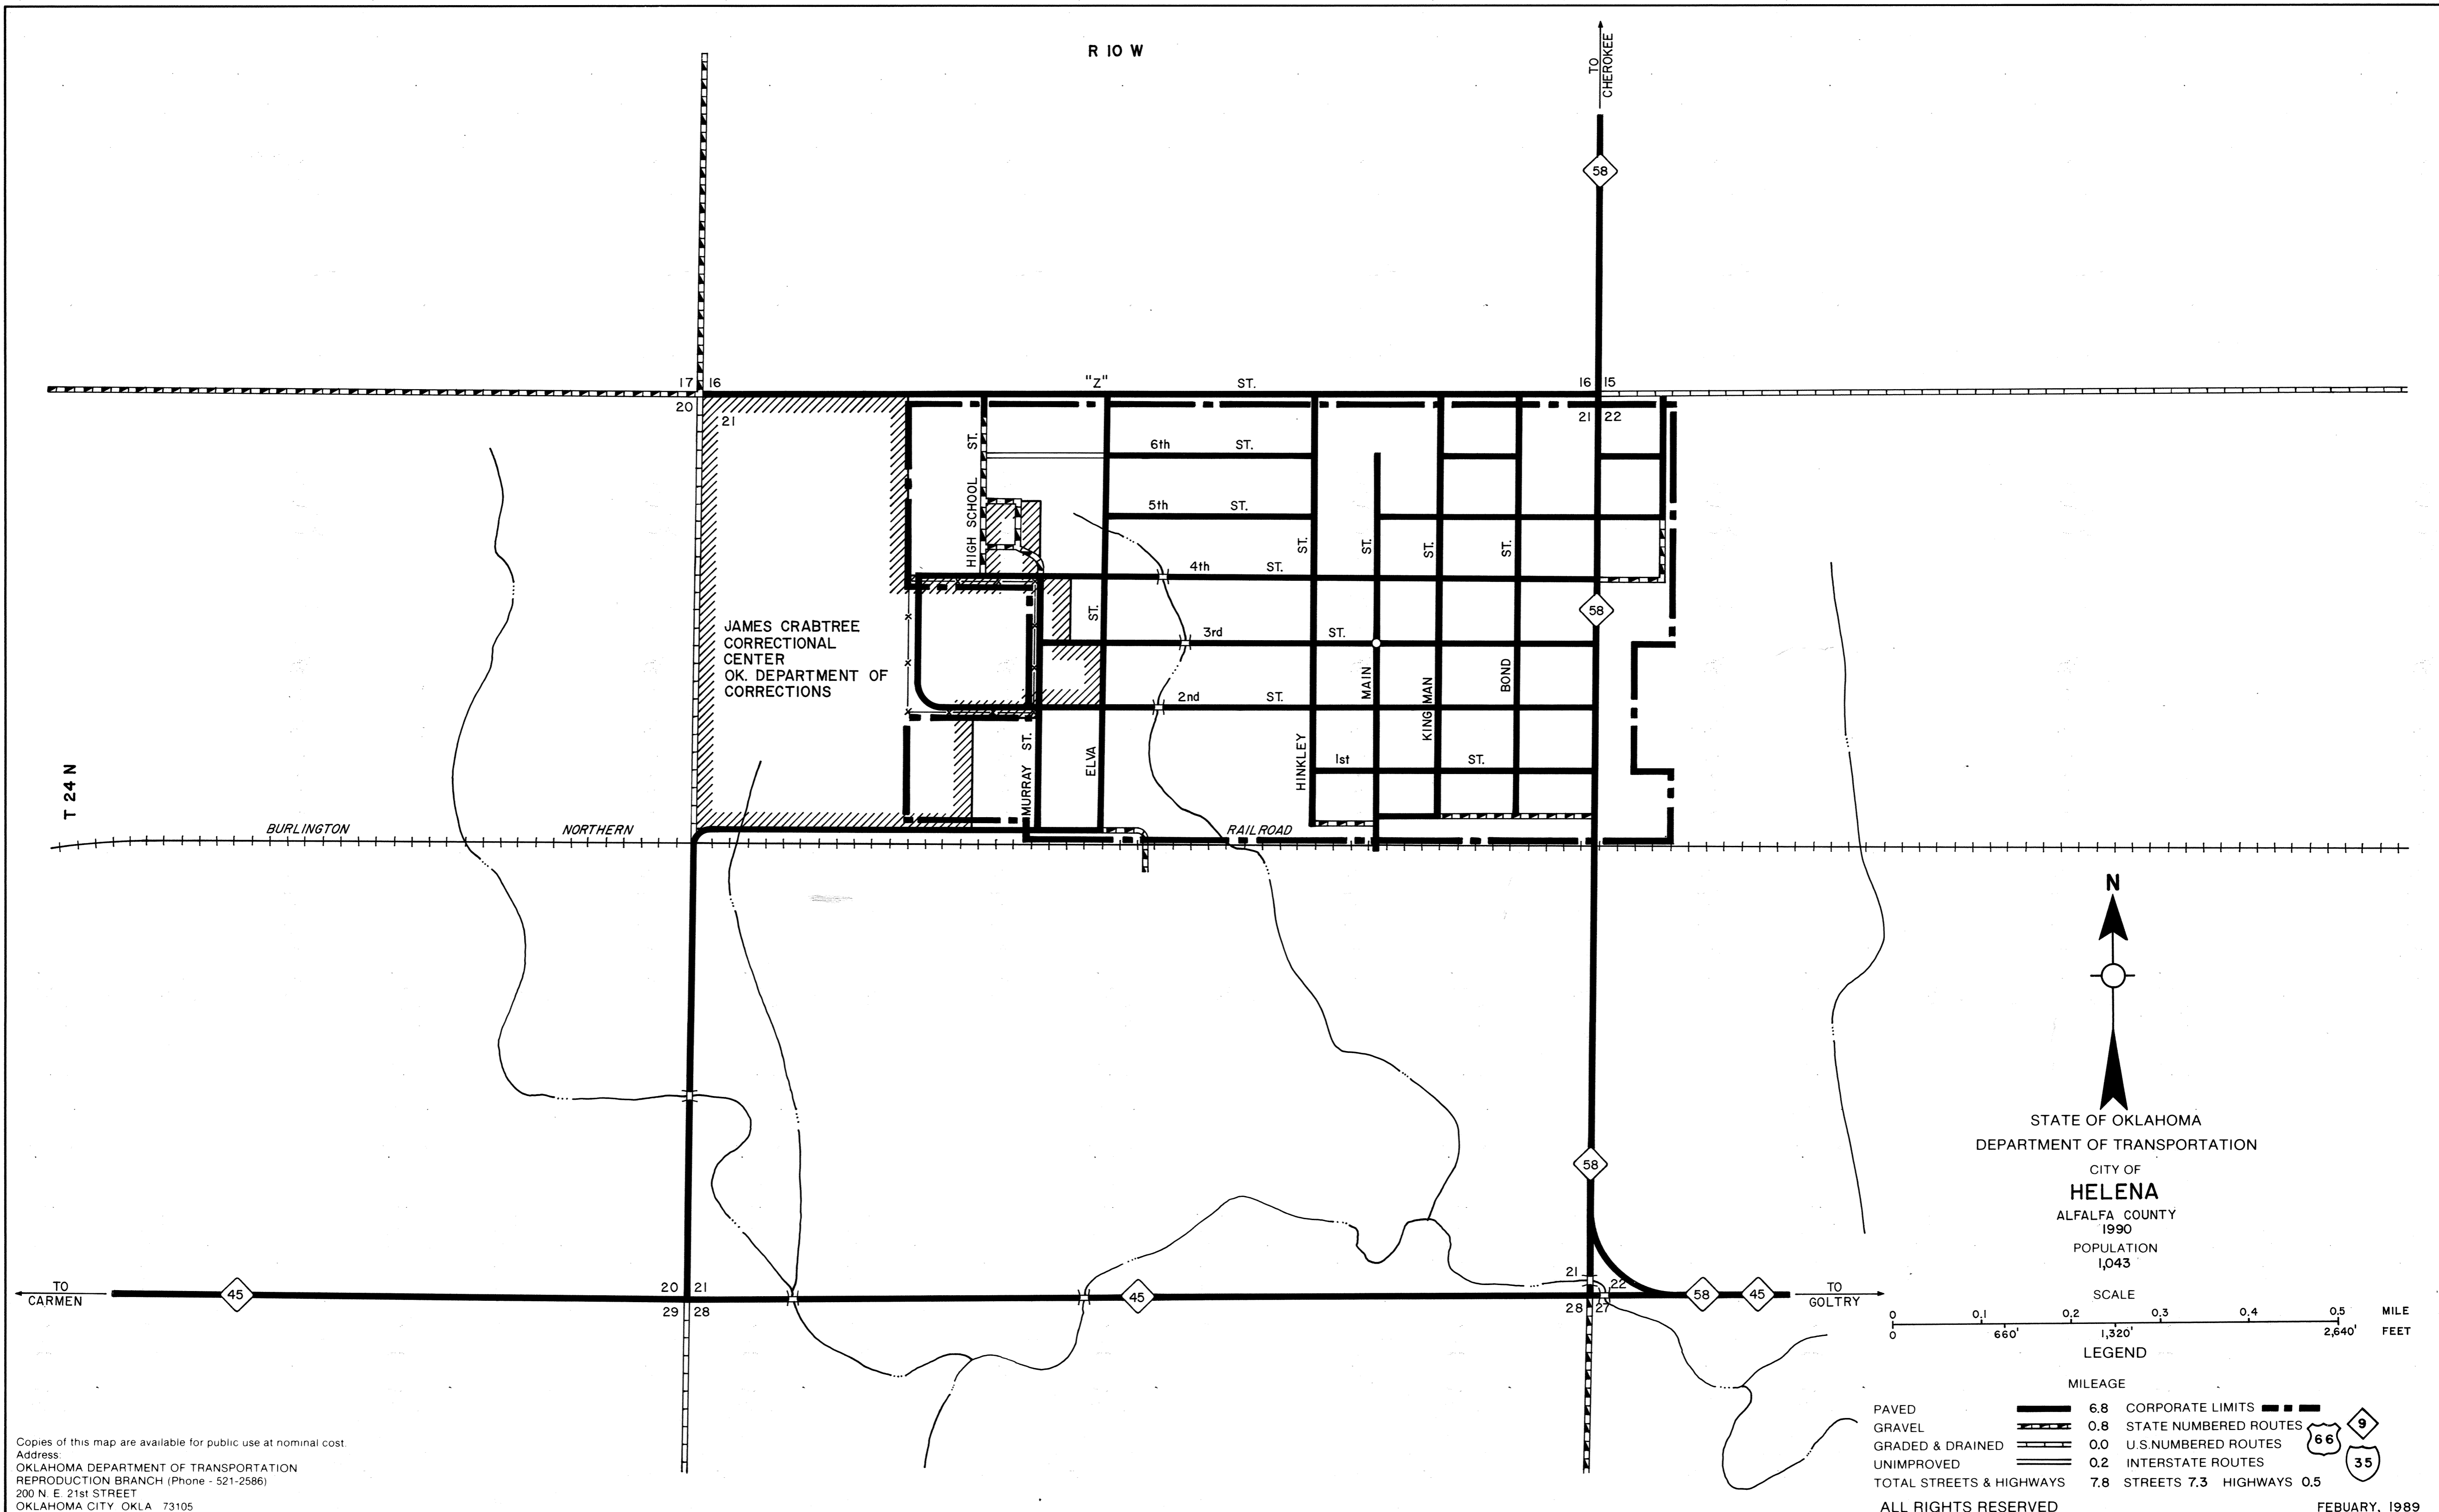 R 10 W
TO
CHEROKEE
58
17 16
"Z" ST.
16 15
20
21
21 22
6th ST.
HIGH SCHOOL ST.
5th ST.
ST.
ST.
ST.
ST.
4th ST.
ST.
58
JAMES CRABTREE
CORRECTIONAL
CENTER
OK. DEPARTMENT OF
CORRECTIONS
3rd ST.
MAIN
KINGMAN
BOND
2nd ST.
MURRAY ST.
ELVA
HINKLEY
1st ST.
T 24 N
BURLINGTON NORTHERN RAILROAD
N
58
STATE OF OKLAHOMA
DEPARTMENT OF TRANSPORTATION
CITY OF
HELENA
ALFALFA COUNTY
1990
POPULATION
1,043
TO
CARMEN
45
20 21
29 28
45
21
22
28 27
58
45
TO
GOLTRY
SCALE
0 0.1 0.2 0.3 0.4 0.5 MILE
0 660' 1,320' 2,640' FEET
LEGEND
MILEAGE
PAVED 6.8 CORPORATE LIMITS
GRAVEL 0.8 STATE NUMBERED ROUTES 9
GRADED & DRAINED 0.0 U.S.NUMBERED ROUTES 66
UNIMPROVED 0.2 INTERSTATE ROUTES 35
TOTAL STREETS & HIGHWAYS 7.8 STREETS 7.3 HIGHWAYS 0.5
ALL RIGHTS RESERVED FEBUARY, 1989
Copies of this map are available for public use at nominal cost.
Address:
OKLAHOMA DEPARTMENT OF TRANSPORTATION
REPRODUCTION BRANCH (Phone - 521-2586)
200 N. E. 21st STREET
OKLAHOMA CITY OKLA 73105